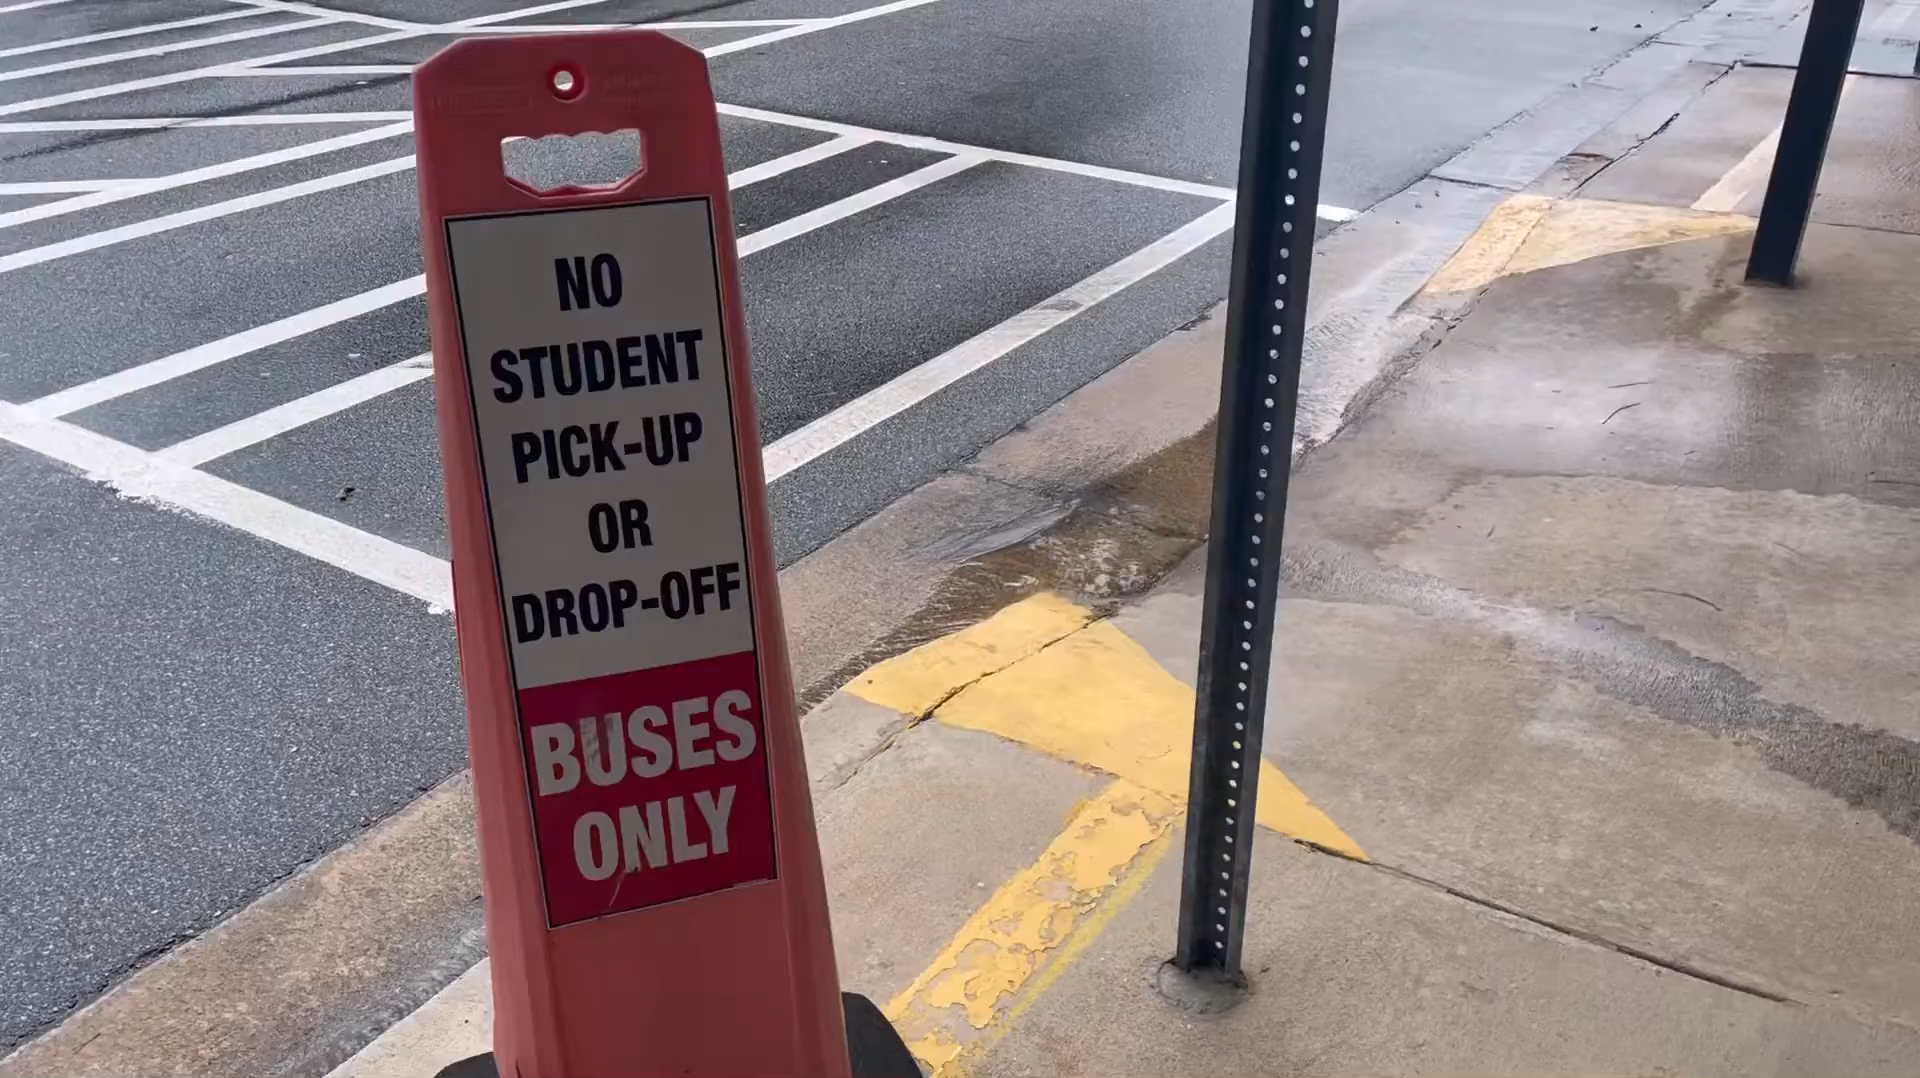 NO
STUDENT
PICK-UP
OR
DROP-OFF
BUSES
ONLY